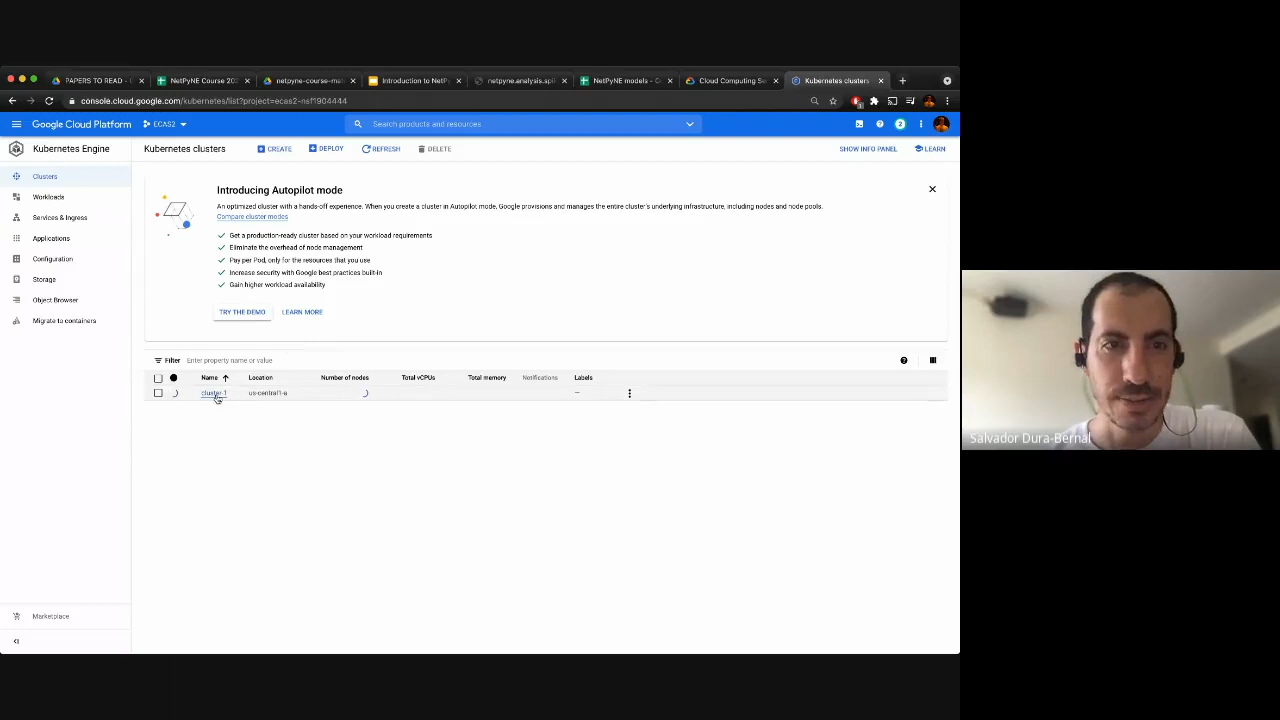 PAPERS TO READ -
NetPyNE Course 202
netpyne-course-mat
Introduction to NetP
netpyne.analysis.spik
NetPyNE models - C
Cloud Computing Se
Kubernetes clusters
console.cloud.google.com/kubernetes/list?project=ecas2-nsf1904444
Google Cloud Platform
ECAS2
Search products and resources
2
Kubernetes Engine
Kubernetes clusters
CREATE
DEPLOY
REFRESH
DELETE
SHOW INFO PANEL
LEARN
Clusters
Workloads
Services & Ingress
Applications
Configuration
Storage
Object Browser
Migrate to containers
Marketplace
Introducing Autopilot mode
An optimized cluster with a hands-off experience. When you create a cluster in Autopilot mode, Google provisions and manages the entire cluster's underlying infrastructure, including nodes and node pools.
Compare cluster modes
Get a production-ready cluster based on your workload requirements
Eliminate the overhead of node management
Pay per Pod, only for the resources that you use
Increase security with Google best practices built-in
Gain higher workload availability
TRY THE DEMO
LEARN MORE
Filter Enter property name or value
Name Location Number of nodes Total vCPUs Total memory Notifications Labels
cluster-1 us-central1-a —
Salvador Dura-Bernal